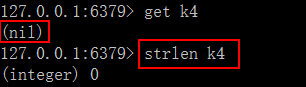 127.0.0.1:6379> get k4
(nil)
127.0.0.1:6379> strlen k4
(integer) 0